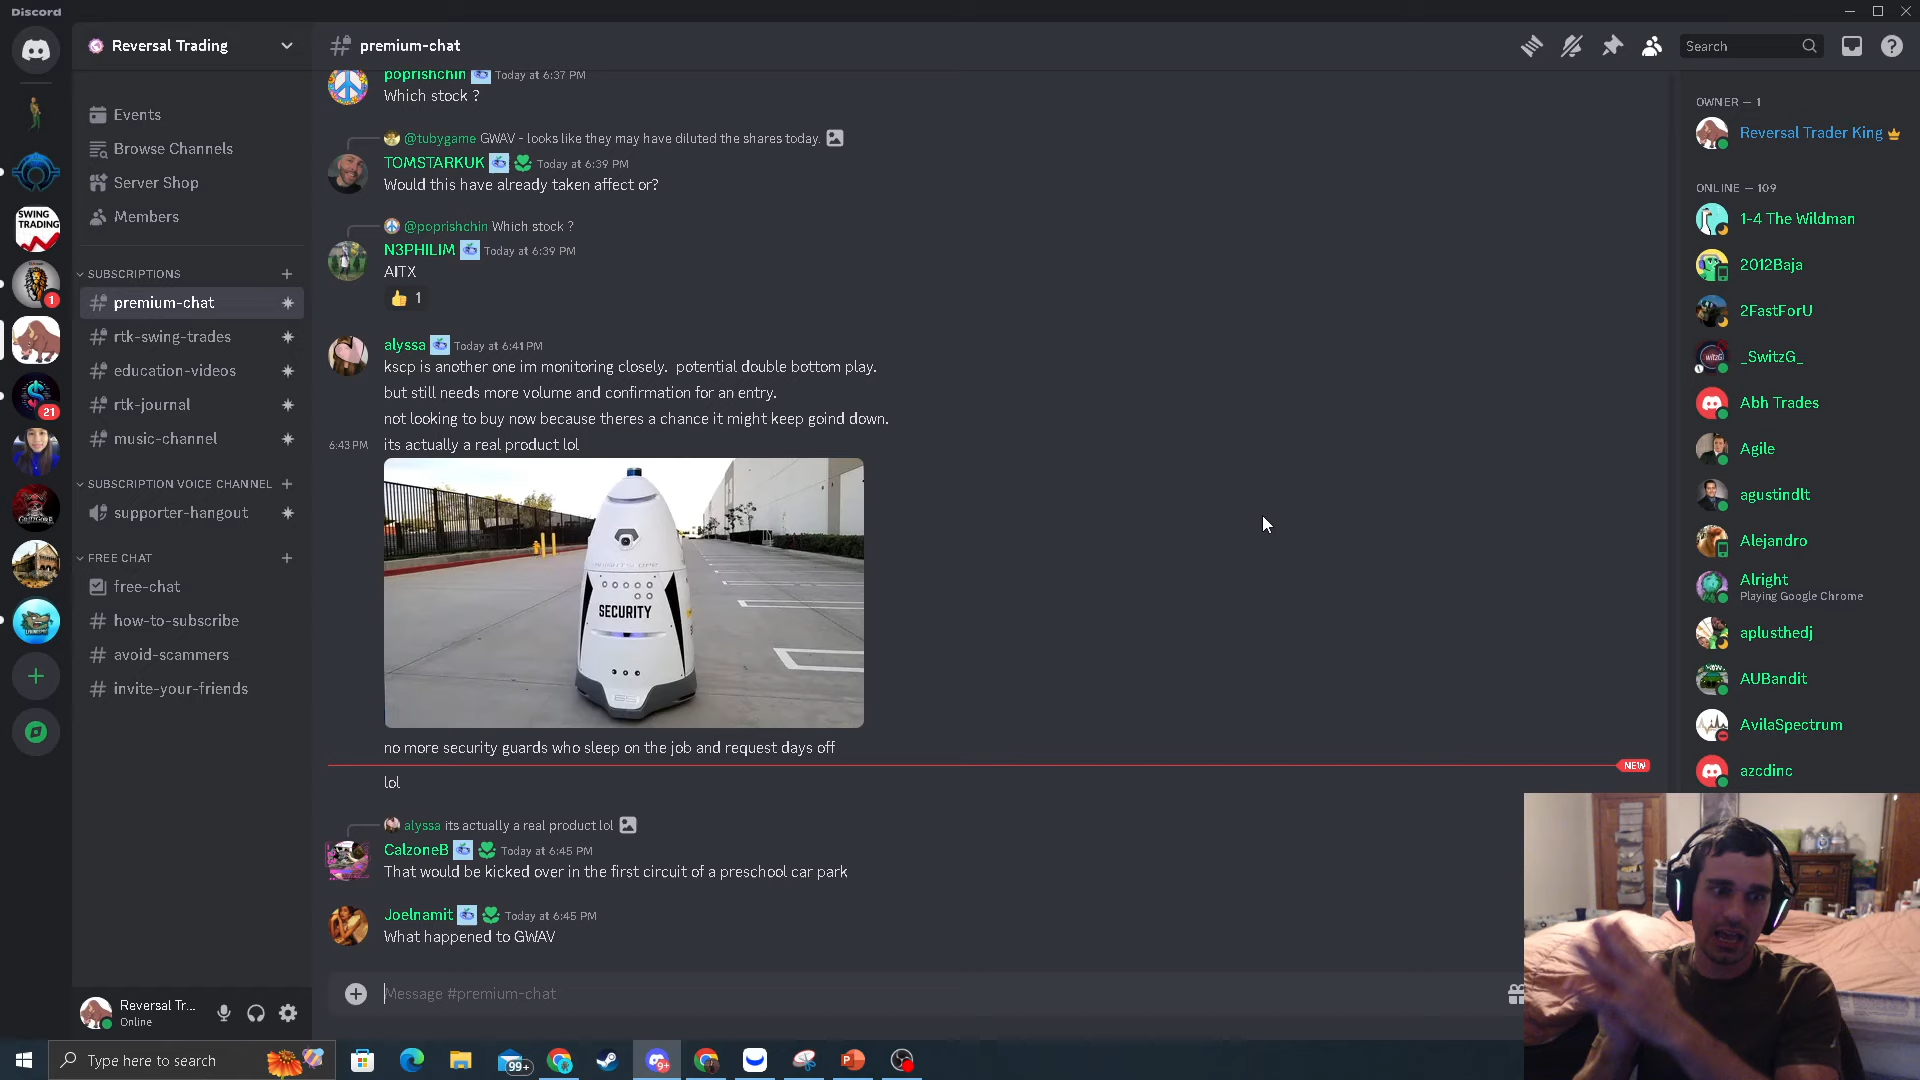 Discord
Reversal Trading
premium-chat
Search
Events
Browse Channels
Server Shop
Members
SUBSCRIPTIONS
premium-chat
rtk-swing-trades
education-videos
rtk-journal
music-channel
SUBSCRIPTION VOICE CHANNEL
supporter-hangout
FREE CHAT
free-chat
how-to-subscribe
avoid-scammers
invite-your-friends
SWING
TRADING
1
21
Reversal Tr...
Online
poprishchin Today at 6:37 PM
Which stock ?
@tubygame GWAV - looks like they may have diluted the shares today.
TOMSTARKUK Today at 6:39 PM
Would this have already taken affect or?
@poprishchin Which stock ?
N3PHILIM Today at 6:39 PM
AITX
1
alyssa Today at 6:41 PM
kscp is another one im monitoring closely. potential double bottom play.
but still needs more volume and confirmation for an entry.
not looking to buy now because theres a chance it might keep goind down.
6:43 PM its actually a real product lol
SECURITY
no more security guards who sleep on the job and request days off
NEW
lol
alyssa its actually a real product lol
CalzoneB Today at 6:45 PM
That would be kicked over in the first circuit of a preschool car park
Joelnamit Today at 6:45 PM
What happened to GWAV
Message #premium-chat
OWNER — 1
Reversal Trader King
ONLINE — 109
1-4 The Wildman
2012Baja
2FastForU
_SwitzG_
Abh Trades
Agile
agustindlt
Alejandro
Alright
Playing Google Chrome
aplusthedj
AUBandit
AvilaSpectrum
azcdinc
Type here to search
99+
9+